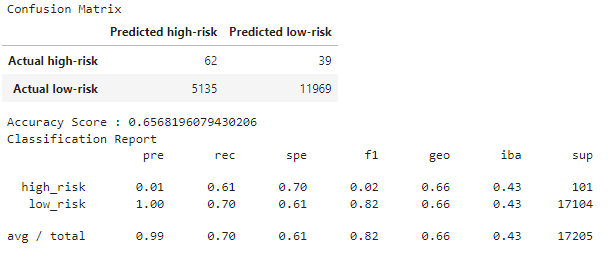 Confusion Matrix
Predicted high-risk Predicted low-risk
Actual high-risk 62 39
Actual low-risk 5135 11969
Accuracy Score : 0.6568196079430206
Classification Report
pre rec spe f1 geo iba sup
high_risk 0.01 0.61 0.70 0.02 0.66 0.43 101
low_risk 1.00 0.70 0.61 0.82 0.66 0.43 17104
avg / total 0.99 0.70 0.61 0.82 0.66 0.43 17205